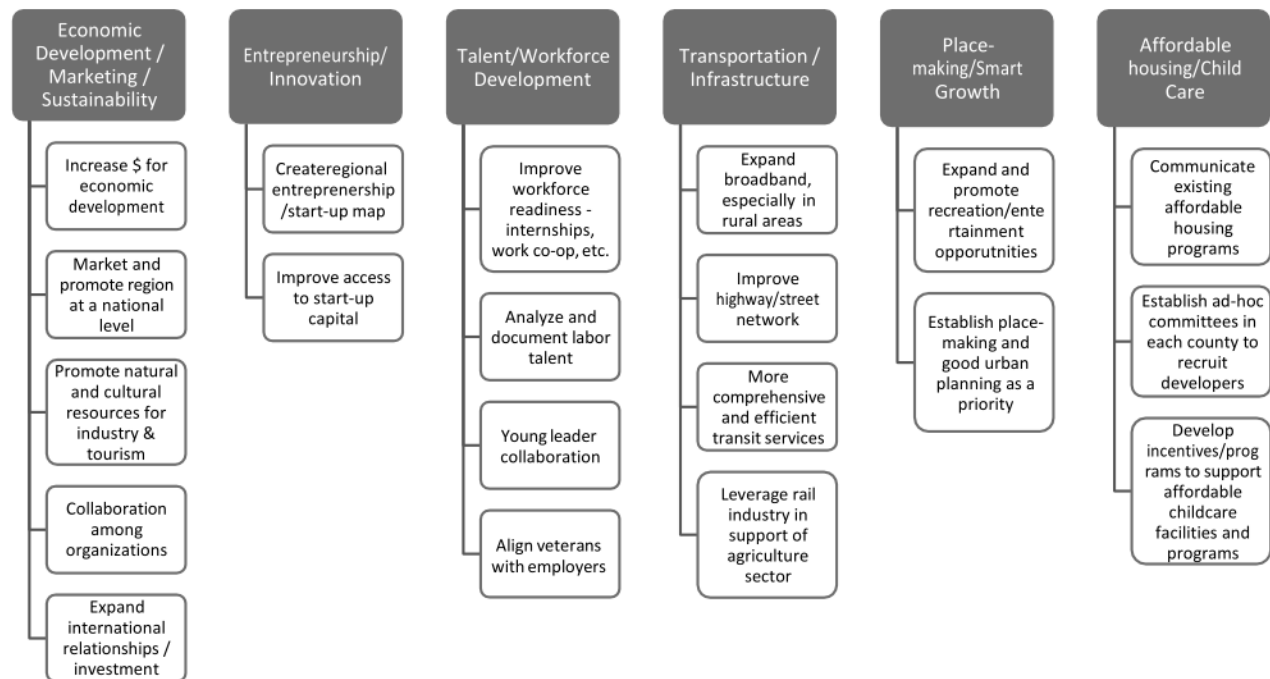 Economic
Development /
Marketing /
Sustainability
Increase $ for
economic
development
Market and
promote region
at a national
level
Promote natural
and cultural
resources for
industry &
tourism
Collaboration
among
organizations
Expand
international
relationships /
investment
Entrepreneurship/
Innovation
Createregional
entreprenership
/start-up map
Improve access
to start-up
capital
Talent/Workforce
Development
Improve
workforce
readiness -
internships,
work co-op, etc.
Analyze and
document labor
talent
Young leader
collaboration
Align veterans
with employers
Transportation /
Infrastructure
Expand
broadband,
especially in
rural areas
Improve
highway/street
network
More
comprehensive
and efficient
transit services
Leverage rail
industry in
support of
agriculture
sector
Place-
making/Smart
Growth
Expand and
promote
recreation/ente
rtainment
opporutnities
Establish place-
making and
good urban
planning as a
priority
Affordable
housing/Child
Care
Communicate
existing
affordable
housing
programs
Establish ad-hoc
committees in
each county to
recruit
developers
Develop
incentives/prog
rams to support
affordable
childcare
facilities and
programs